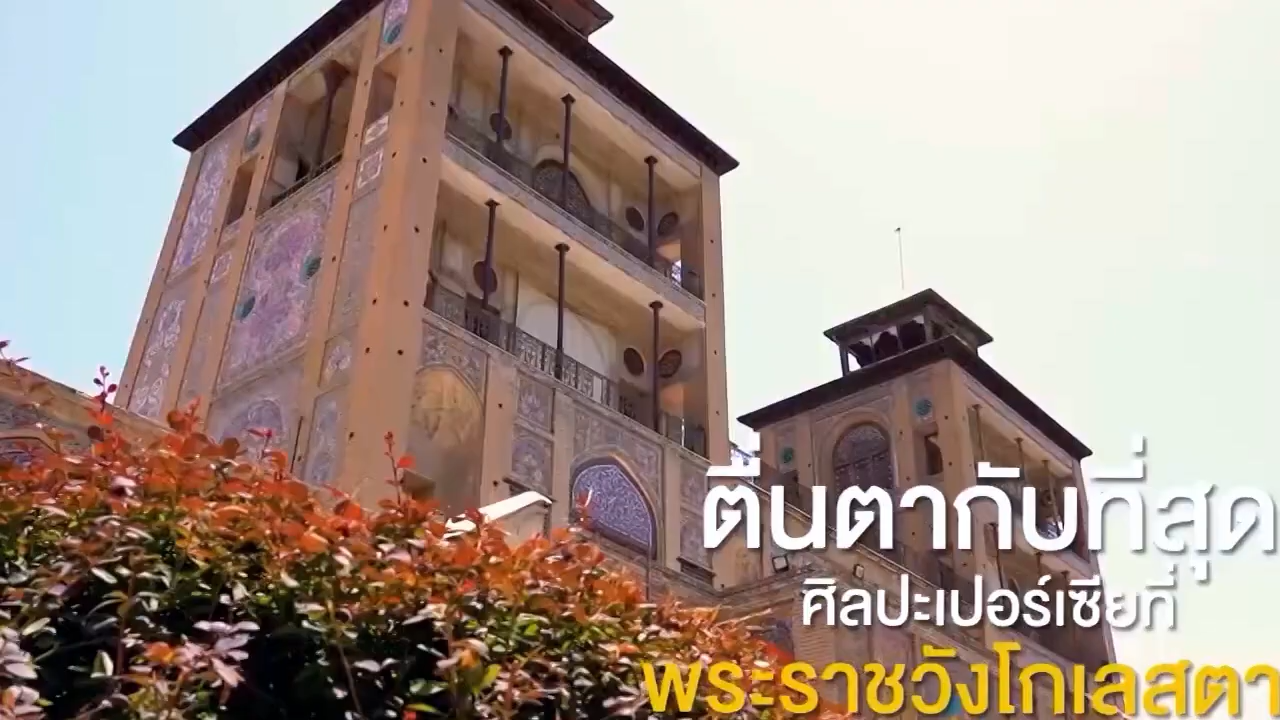 ตื่นตากับที่สุด
ศิลปะเปอร์เซียที่
พระราชวังโกเลสตา